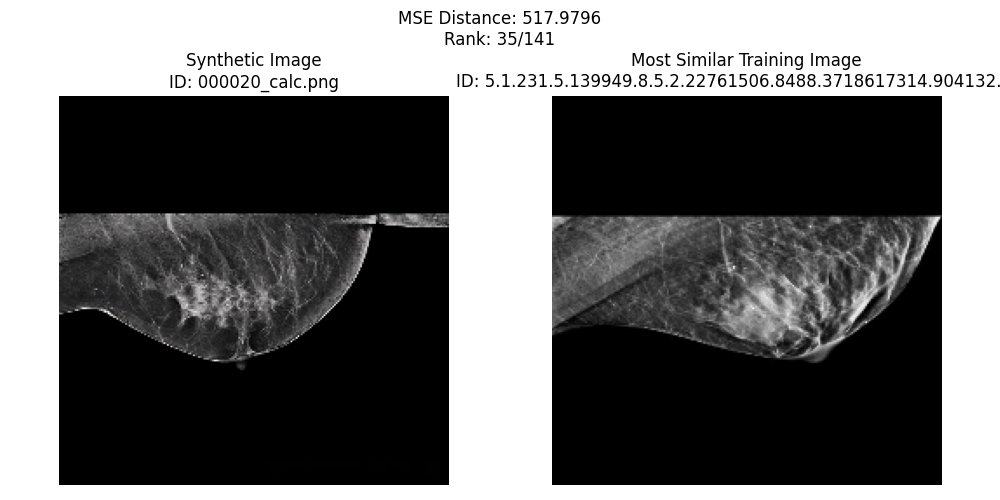 MSE Distance: 517.9796
Rank: 35/141
Synthetic Image
ID: 000020_calc.png
Most Similar Training Image
ID: 5.1.231.5.139949.8.5.2.22761506.8488.3718617314.904132.